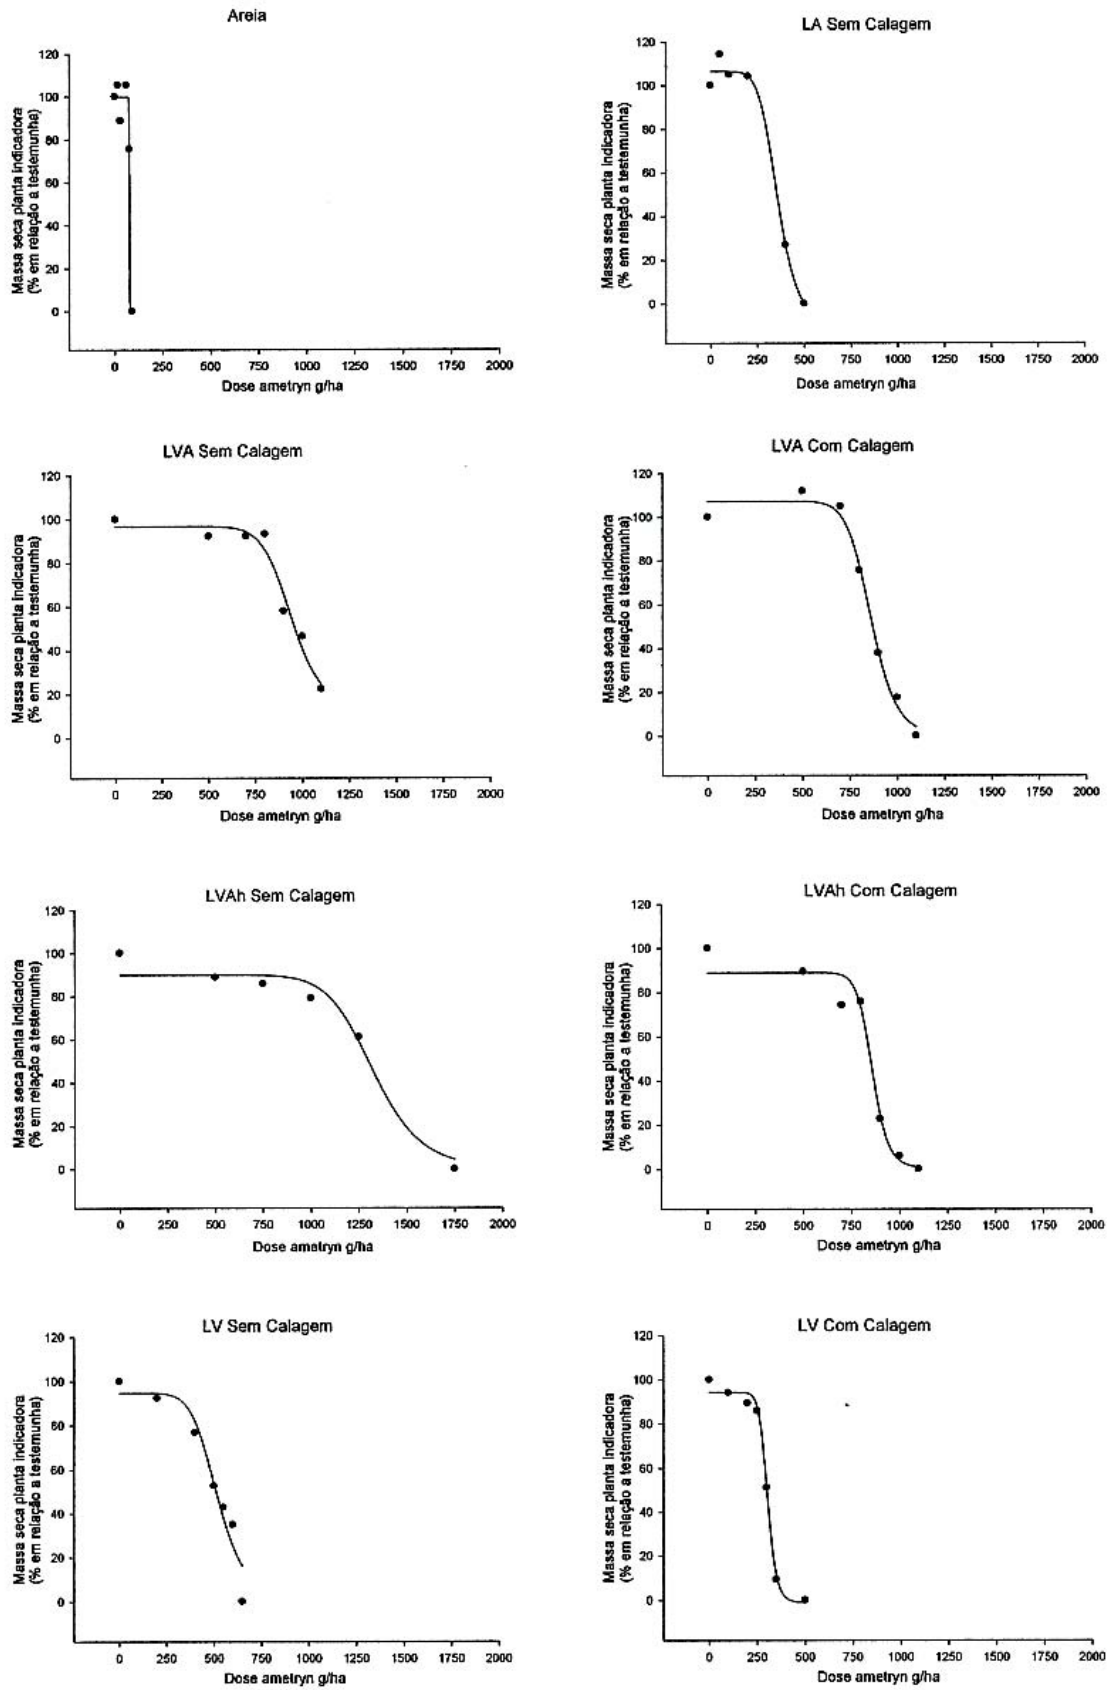 Areia
Massa seca planta indicadora
(% em relação a testemunha)
120
100
80
60
40
20
0
0 250 500 750 1000 1250 1500 1750 2000
Dose ametryn g/ha
LA Sem Calagem
Massa seca planta indicadora
(% em relação a testemunha)
120
100
80
60
40
20
0
0 250 500 750 1000 1250 1500 1750 2000
Dose ametryn g/ha
LVA Sem Calagem
Massa seca planta indicadora
(% em relação a testemunha)
120
100
80
60
40
20
0
0 250 500 750 1000 1250 1500 1750 2000
Dose ametryn g/ha
LVA Com Calagem
Massa seca planta indicadora
(% em relação a testemunha)
120
100
80
60
40
20
0
0 250 500 750 1000 1250 1500 1750 2000
Dose ametryn g/ha
LVAh Sem Calagem
Massa seca planta indicadora
(% em relação a testemunha)
120
100
80
60
40
20
0
0 250 500 750 1000 1250 1500 1750 2000
Dose ametryn g/ha
LVAh Com Calagem
Massa seca planta indicadora
(% em relação a testemunha)
120
100
80
60
40
20
0
0 250 500 750 1000 1250 1500 1750 2000
Dose ametryn g/ha
LV Sem Calagem
Massa seca planta indicadora
(% em relação a testemunha)
120
100
80
60
40
20
0
0 250 500 750 1000 1250 1500 1750 2000
Dose ametryn g/ha
LV Com Calagem
Massa seca planta indicadora
(% em relação a testemunha)
120
100
80
60
40
20
0
0 250 500 750 1000 1250 1500 1750 2000
Dose ametryn g/ha